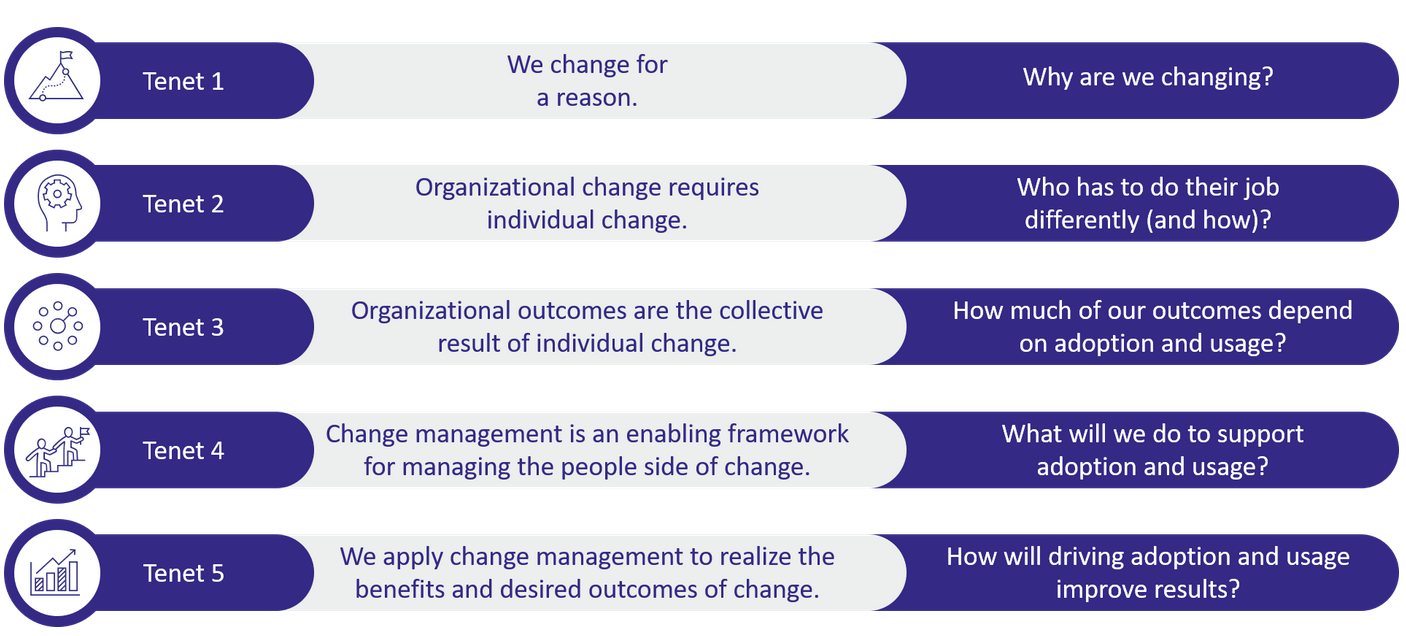 Tenet 1
We change for
a reason.
Why are we changing?
Tenet 2
Organizational change requires
individual change.
Who has to do their job
differently (and how)?
Tenet 3
Organizational outcomes are the collective
result of individual change.
How much of our outcomes depend
on adoption and usage?
Tenet 4
Change management is an enabling framework
for managing the people side of change.
What will we do to support
adoption and usage?
Tenet 5
We apply change management to realize the
benefits and desired outcomes of change.
How will driving adoption and usage
improve results?